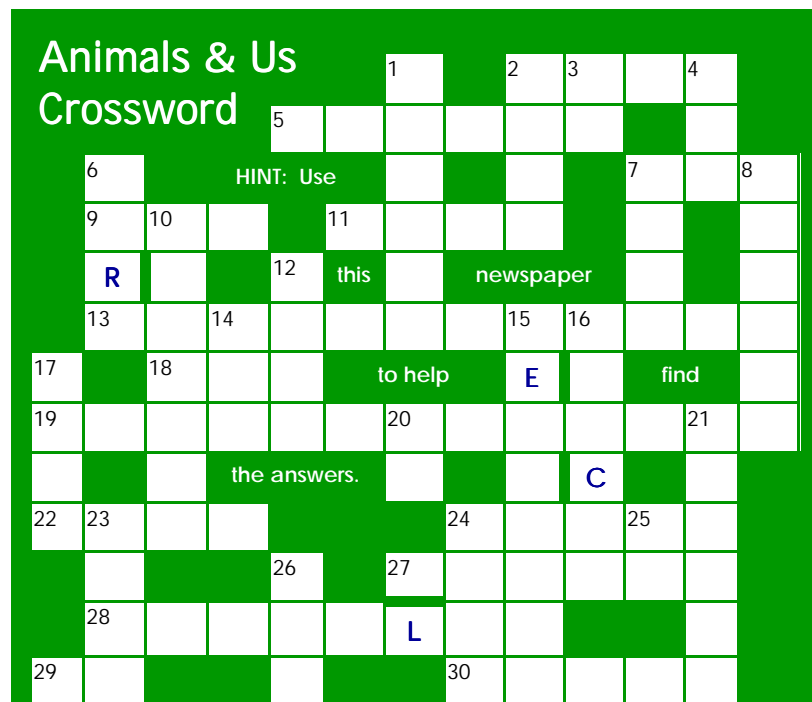 Animals & Us
Crossword
1 2 3 4
5
6 HINT: Use 7 8
9 10 11
R 12 this newspaper
13 14 15 16
17 18 to help E find
19 20 21
the answers. C
22 23 24 25
26 27
28 L
29 30